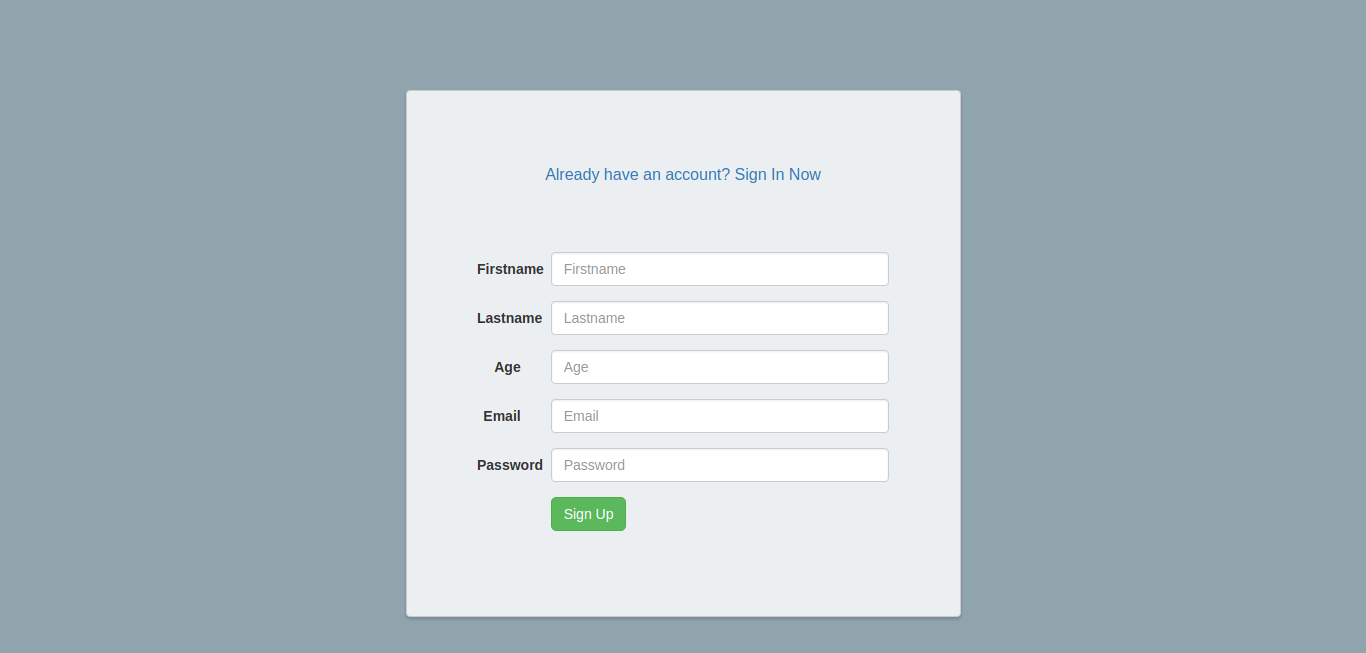 Already have an account? Sign In Now
Firstname Firstname
Lastname Lastname
Age Age
Email Email
Password Password
Sign Up